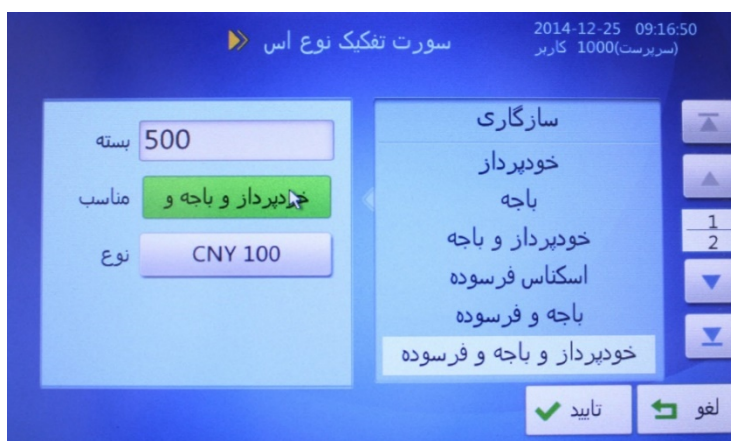 سورت تفکیک نوع اس
2014-12-25 09:16:50
(سرپرست)1000 کاربر
بسته 500
مناسب خودپرداز و باجه و
نوع CNY 100
سازگاری
خودپرداز
باجه
خودپرداز و باجه
اسکناس فرسوده
باجه و فرسوده
خودپرداز و باجه و فرسوده
1
2
تایید
لغو